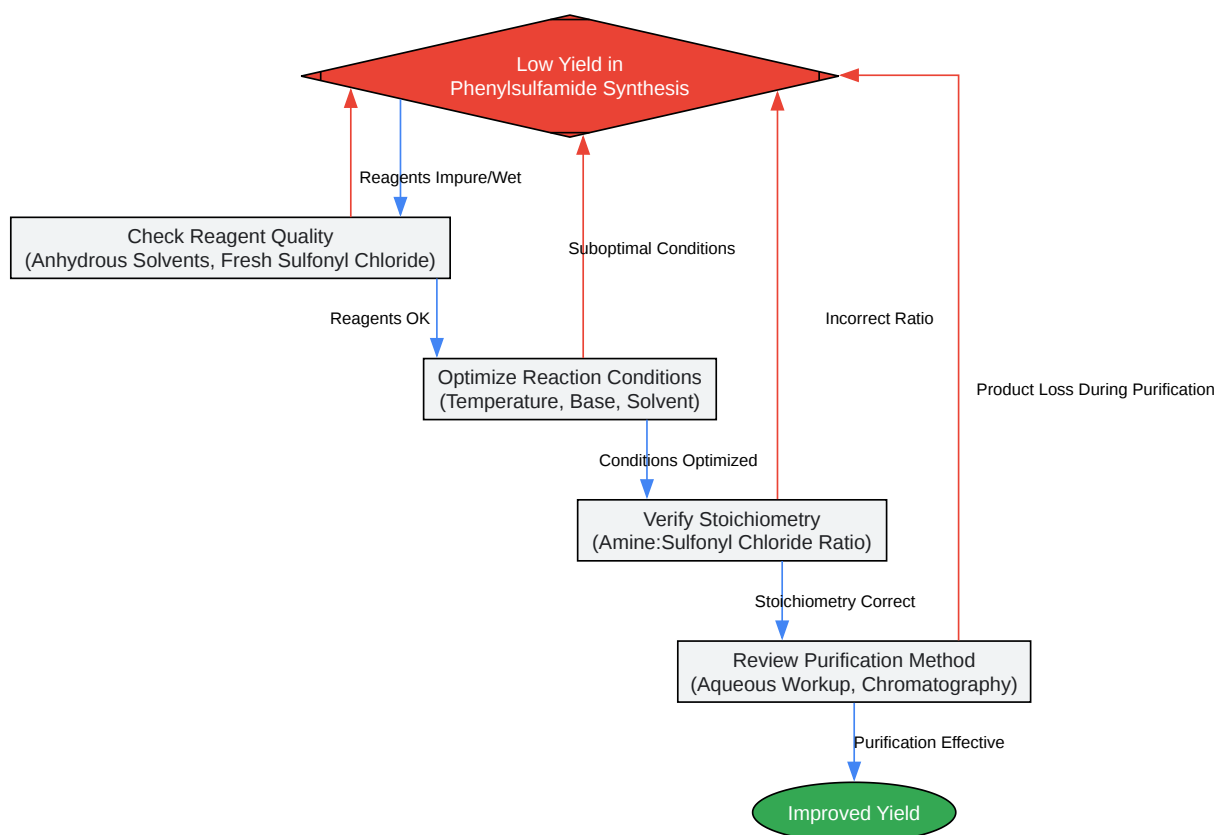 Low Yield in
Phenylsulfamide Synthesis
Reagents Impure/Wet
Check Reagent Quality
(Anhydrous Solvents, Fresh Sulfonyl Chloride)
Suboptimal Conditions
Reagents OK
Incorrect Ratio
Optimize Reaction Conditions
(Temperature, Base, Solvent)
Product Loss During Purification
Conditions Optimized
Verify Stoichiometry
(Amine:Sulfonyl Chloride Ratio)
Stoichiometry Correct
Review Purification Method
(Aqueous Workup, Chromatography)
Purification Effective
Improved Yield